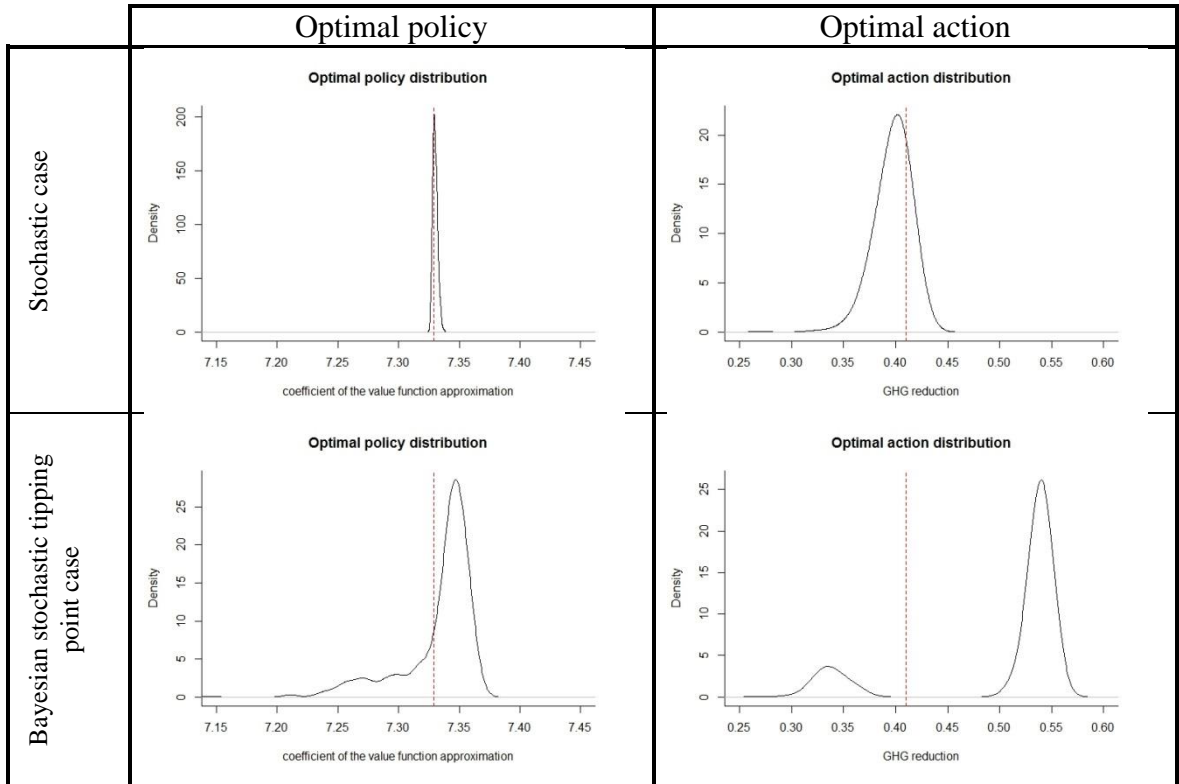 Optimal policy
Optimal action
Stochastic case
Optimal policy distribution
Density
0
50
100
150
200
7.15 7.20 7.25 7.30 7.35 7.40 7.45
coefficient of the value function approximation
Optimal action distribution
Density
0
5
10
15
20
0.25 0.30 0.35 0.40 0.45 0.50 0.55 0.60
GHG reduction
Bayesian stochastic tipping
point case
Optimal policy distribution
Density
0
5
10
15
20
25
7.15 7.20 7.25 7.30 7.35 7.40 7.45
coefficient of the value function approximation
Optimal action distribution
Density
0
5
10
15
20
25
0.25 0.30 0.35 0.40 0.45 0.50 0.55 0.60
GHG reduction